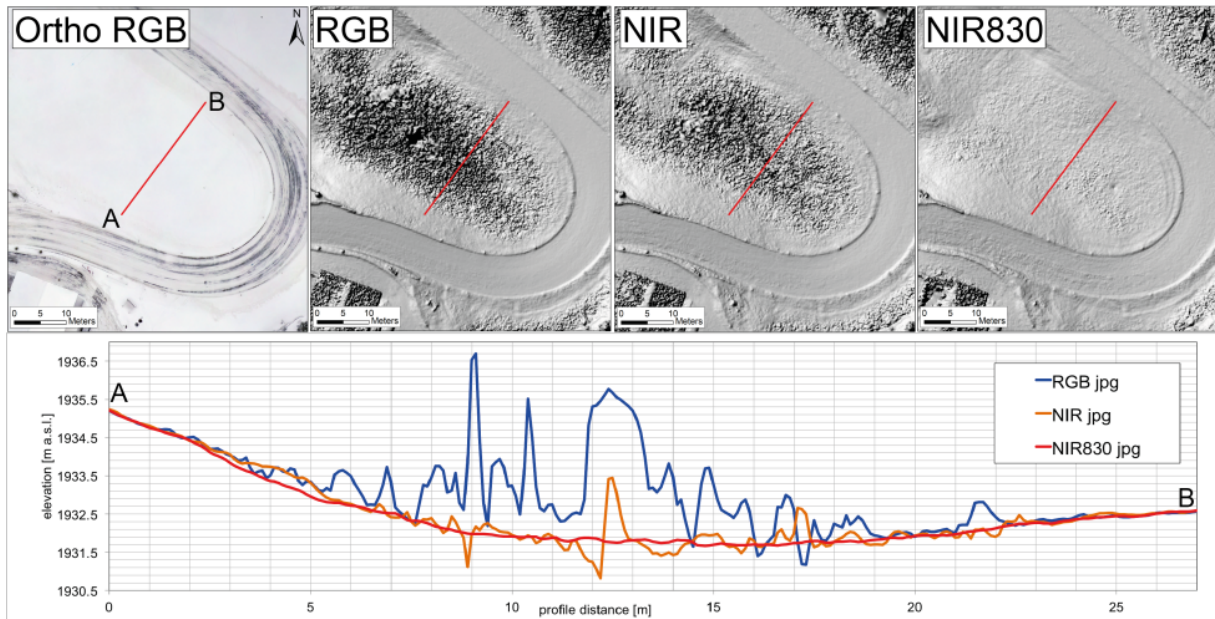 Ortho RGB
N
B
A
0 5 10
Meters
RGB
0 5 10
Meters
NIR
0 5 10
Meters
NIR830
0 5 10
Meters
elevation [m a.s.l.]
1936.5
1935.5
1934.5
1933.5
1932.5
1931.5
1930.5
A
B
RGB jpg
NIR jpg
NIR830 jpg
0 5 10 15 20 25
profile distance [m]